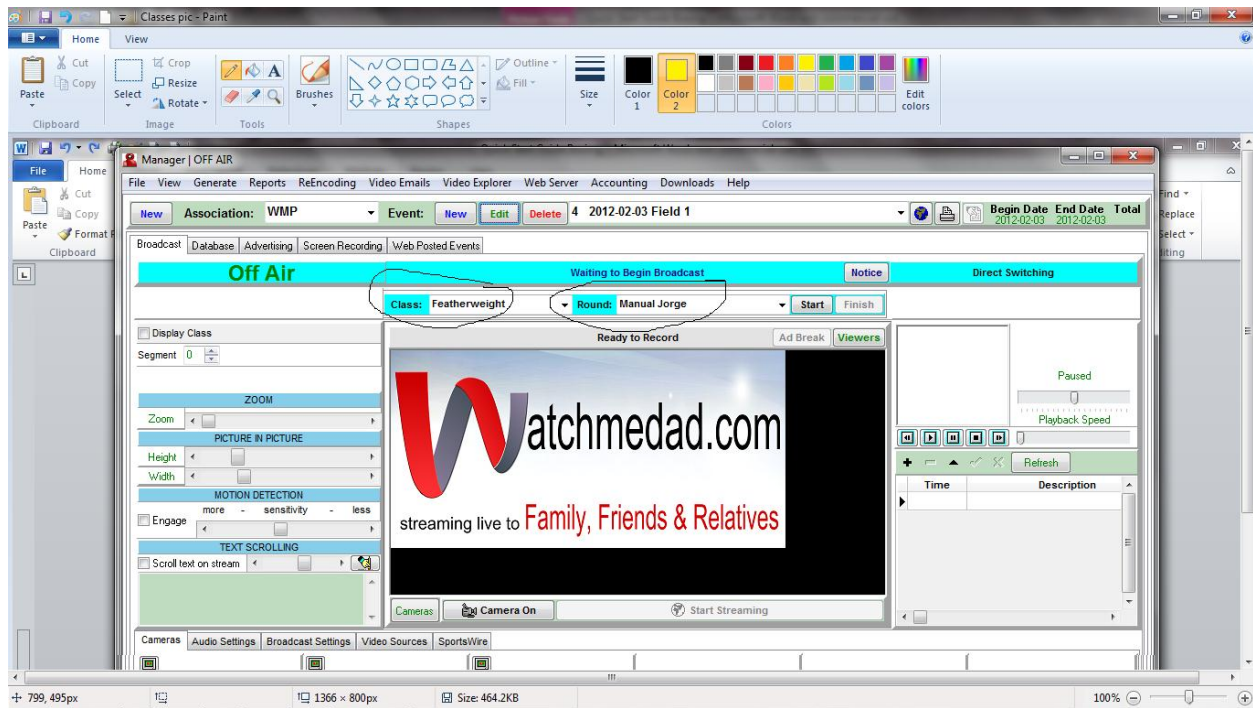 Classes pic - Paint
Home View
Cut
Copy
Paste
Clipboard
Crop
Resize
Rotate
Select
Image
Tools
Brushes
Outline
Fill
Shapes
Size
Color 1
Color 2
Edit colors
Colors
File Home
Cut
Copy
Paste
Format
Clipboard
Find
Replace
Select
Manager | OFF AIR
File View Generate Reports ReEncoding Video Emails Video Explorer Web Server Accounting Downloads Help
New Association: WMP Event: New Edit Delete 4 2012-02-03 Field 1 Begin Date End Date Total
2012-02-03 2012-02-03
Broadcast Database Advertising Screen Recording Web Posted Events
Off Air Waiting to Begin Broadcast Notice Direct Switching
Class: Featherweight Round: Manual Jorge Start Finish
Display Class
Segment 0
Ready to Record Ad Break Viewers
ZOOM
Zoom
PICTURE IN PICTURE
Height
Width
MOTION DETECTION
more - sensitivity - less
Engage
TEXT SCROLLING
Scroll text on stream
Watchmedad.com
streaming live to Family, Friends & Relatives
Cameras Camera On Start Streaming
Paused
Playback Speed
Refresh
Time Description
Cameras Audio Settings Broadcast Settings Video Sources SportsWire
799, 495px 1366 × 800px Size: 464.2KB 100%